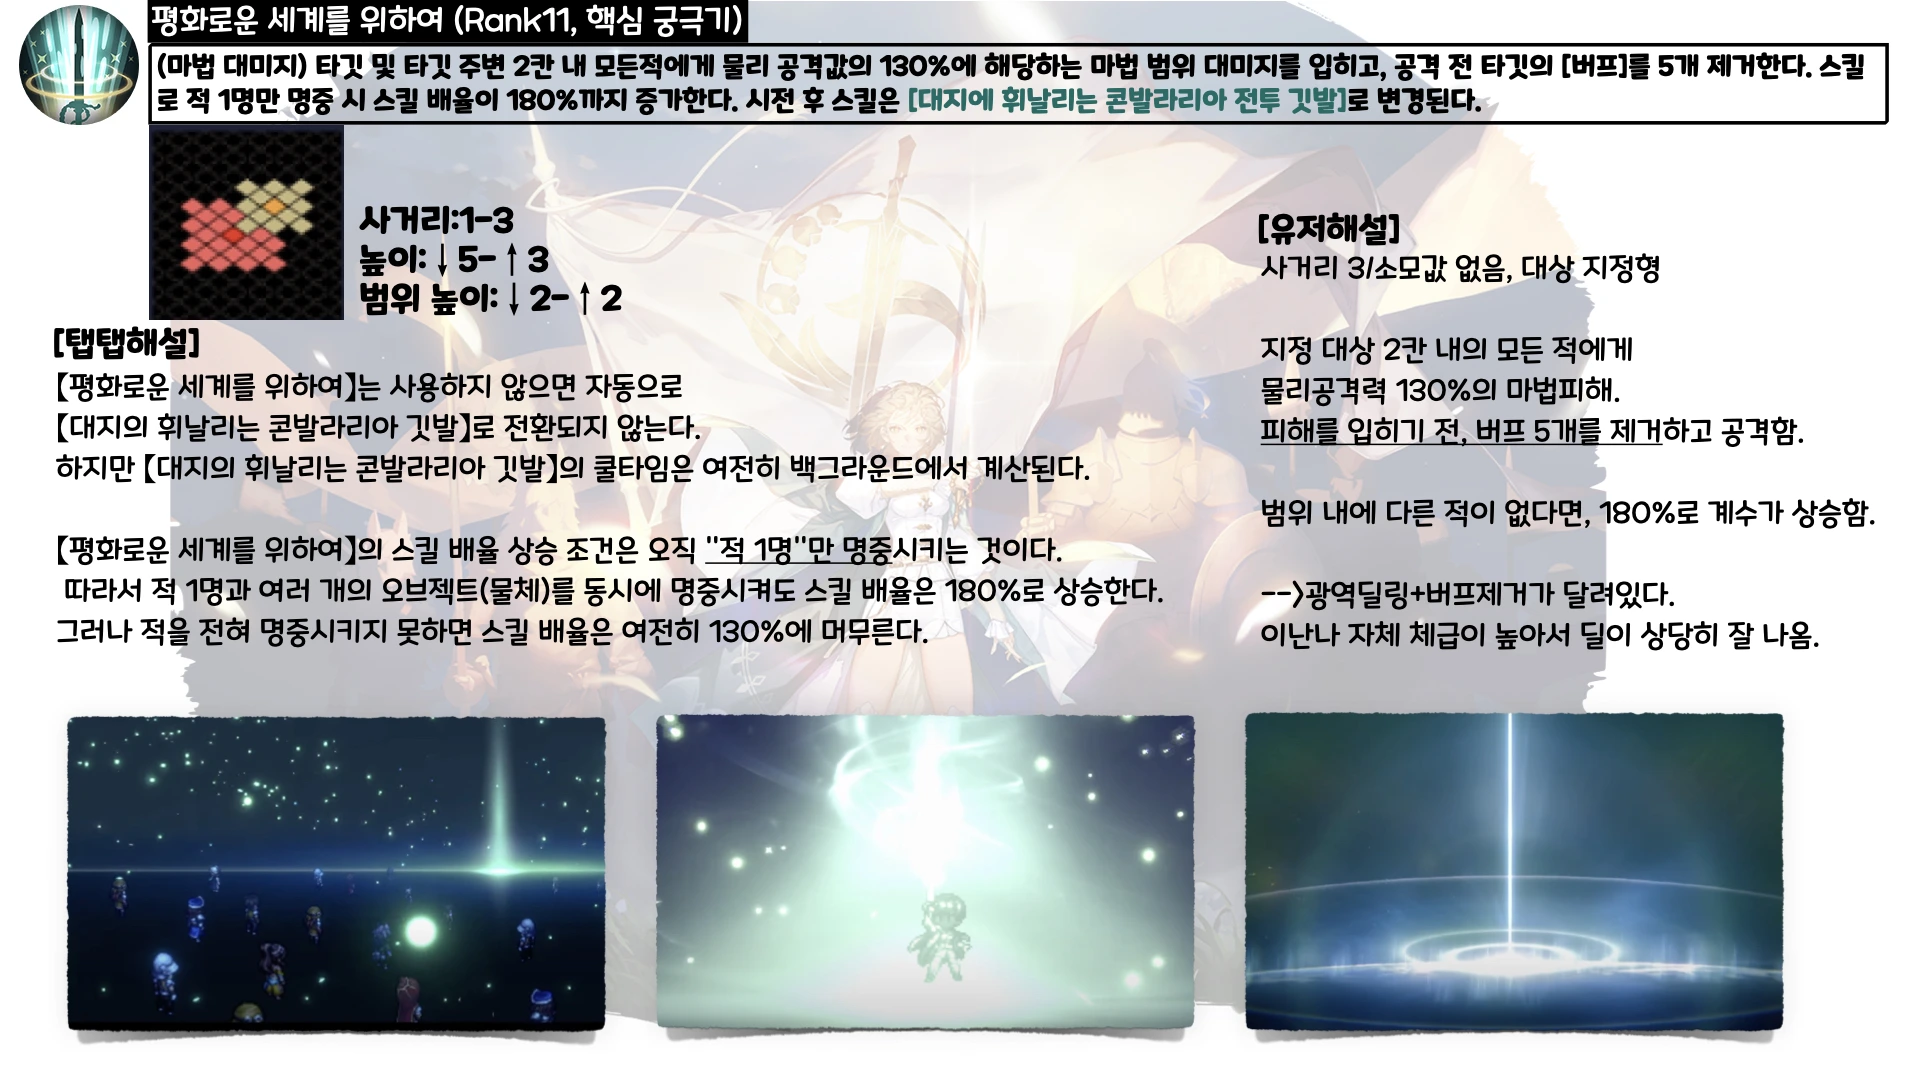 평화로운 세계를 위하여 (Rank11, 핵심 궁극기)
(마법 대미지) 타깃 및 타깃 주변 2칸 내 모든적에게 물리 공격값의 130%에 해당하는 마법 범위 대미지를 입히고, 공격 전 타깃의 [버프]를 5개 제거한다. 스킬
로 적 1명만 명중 시 스킬 배율이 180%까지 증가한다. 시전 후 스킬은 [대지에 휘날리는 콘발라리아 전투 깃발]로 변경된다.
사거리:1-3
높이:↓5-↑3
범위 높이:↓2-↑2
[탭탭해설]
【평화로운 세계를 위하여】는 사용하지 않으면 자동으로
【대지의 휘날리는 콘발라리아 깃발】로 전환되지 않는다.
하지만 【대지의 휘날리는 콘발라리아 깃발】의 쿨타임은 여전히 백그라운드에서 계산된다.
【평화로운 세계를 위하여】의 스킬 배율 상승 조건은 오직 "적 1명"만 명중시키는 것이다.
따라서 적 1명과 여러 개의 오브젝트(물체)를 동시에 명중시켜도 스킬 배율은 180%로 상승한다.
그러나 적을 전혀 명중시키지 못하면 스킬 배율은 여전히 130%에 머무른다.
[유저해설]
사거리 3/소모값 없음, 대상 지정형
지정 대상 2칸 내의 모든 적에게
물리공격력 130%의 마법피해.
피해를 입히기 전, 버프 5개를 제거하고 공격함.
범위 내에 다른 적이 없다면, 180%로 계수가 상승함.
-->광역딜링+버프제거가 달려있다.
이난나 자체 체급이 높아서 딜이 상당히 잘 나옴.